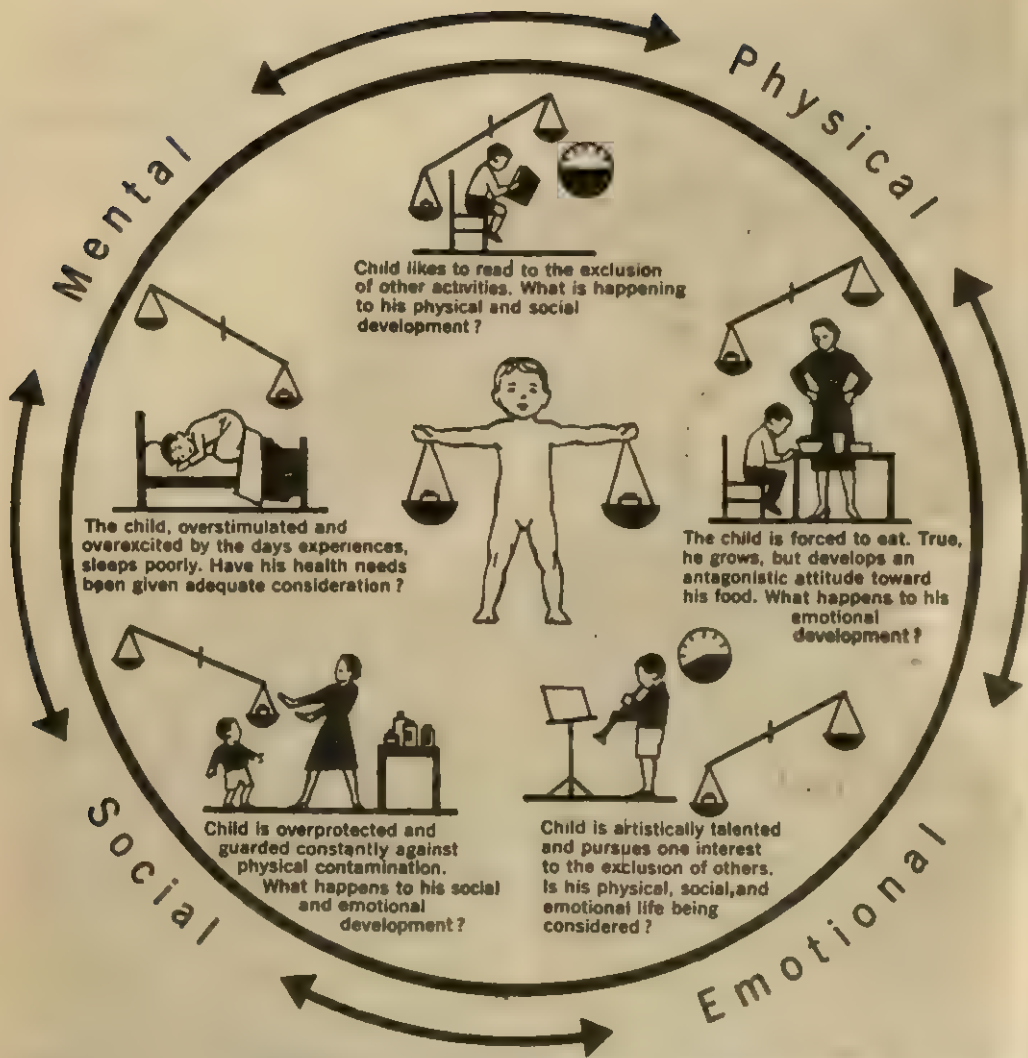 Mental
Physical
Child likes to read to the exclusion
of other activities. What is happening
to his physical and social
development?
The child, overstimulated and
overexcited by the days experiences,
sleeps poorly. Have his health needs
been given adequate consideration?
The child is forced to eat. True,
he grows, but develops an
antagonistic attitude toward
his food. What happens to his
emotional
development?
Child is overprotected and
guarded constantly against
physical contamination.
What happens to his social
and emotional
development?
Child is artistically talented
and pursues one interest
to the exclusion of others.
Is his physical, social, and
emotional life being
considered?
Social
Emotional